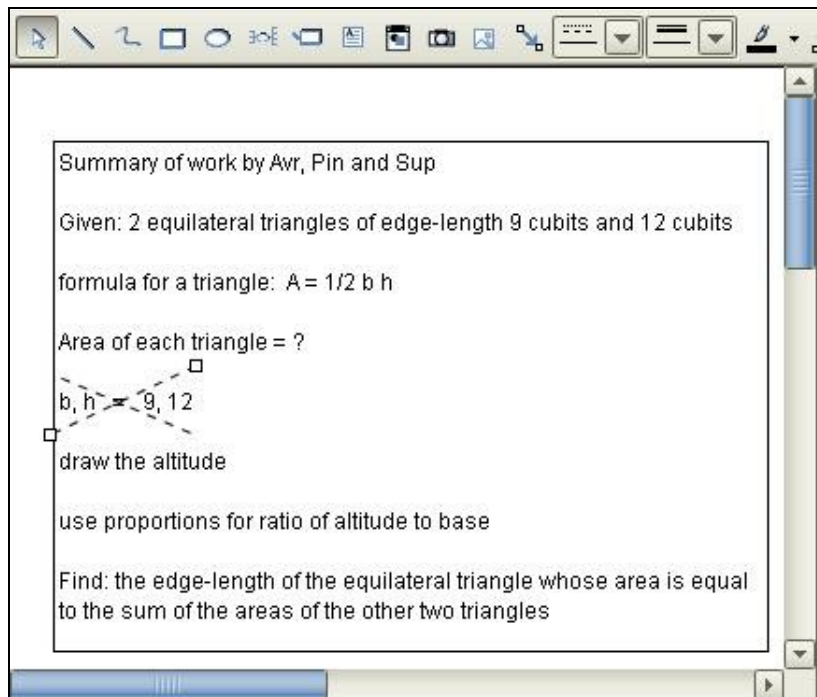 Summary of work by Avr, Pin and Sup
Given: 2 equilateral triangles of edge-length 9 cubits and 12 cubits
formula for a triangle:  A = 1/2 b h
Area of each triangle = ?
b, h  =  9, 12
draw the altitude
use proportions for ratio of altitude to base
Find: the edge-length of the equilateral triangle whose area is equal
to the sum of the areas of the other two triangles